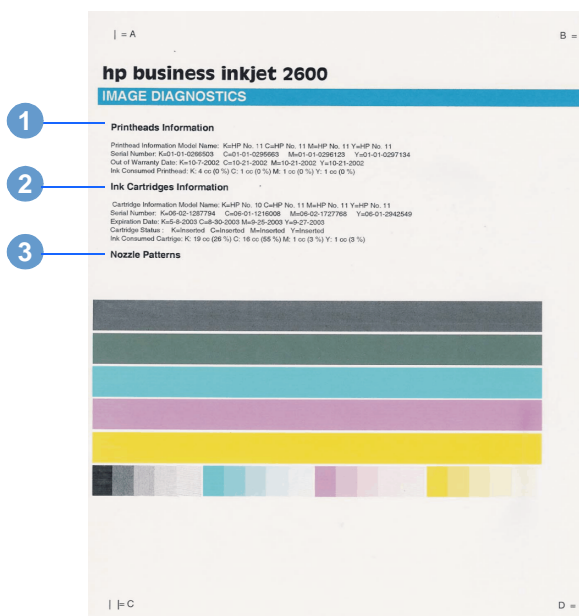 | = A
B =
hp business inkjet 2600
IMAGE DIAGNOSTICS
1
Printheads Information
Printhead Information Model Name: K=HP No. 11 C=HP No. 11 M=HP No. 11 Y=HP No. 11
Serial Number: K=01-01-0266503 C=01-01-0295663 M=01-01-0296123 Y=01-01-0297134
Out of Warranty Date: K=10-7-2002 C=10-21-2002 M=10-21-2002 Y=10-21-2002
Ink Consumed Printhead: K: 4 cc (0 %) C: 1 cc (0 %) M: 1 cc (0 %) Y: 1 cc (0 %)
2
Ink Cartridges Information
Cartridge Information Model Name: K=HP No. 10 C=HP No. 11 M=HP No. 11 Y=HP No. 11
Serial Number: K=06-02-1287794 C=06-01-1216008 M=06-02-1727768 Y=06-01-2942549
Expiration Date: K=5-8-2003 C=8-30-2003 M=9-25-2003 Y=9-27-2003
Cartridge Status : K=Inserted C=Inserted M=Inserted Y=Inserted
Ink Consumed Cartrige: K: 19 cc (26 %) C: 16 cc (55 %) M: 1 cc (3 %) Y: 1 cc (3 %)
3
Nozzle Patterns
| |= C
D =